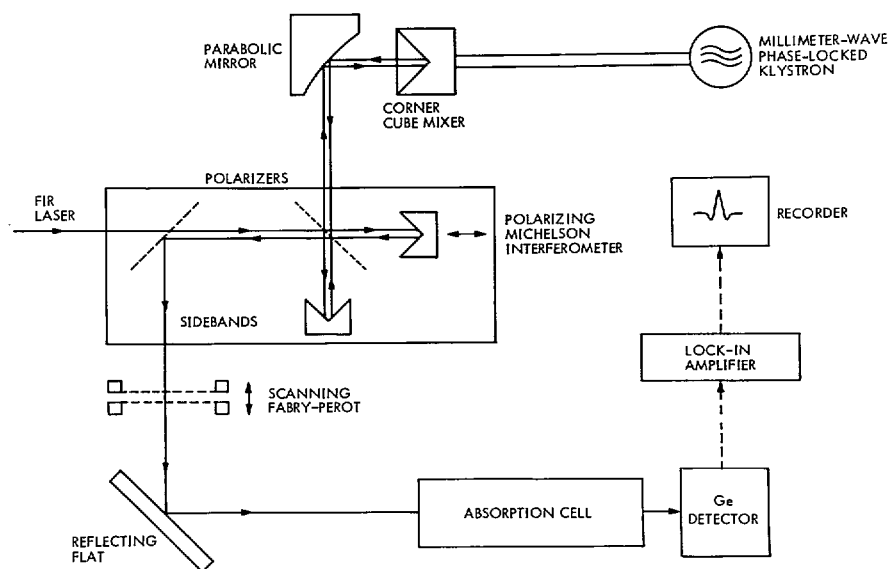 PARABOLIC
MIRROR
CORNER
CUBE MIXER
MILLIMETER-WAVE
PHASE-LOCKED
KLYSTRON
POLARIZERS
FIR
LASER
POLARIZING
MICHELSON
INTERFEROMETER
RECORDER
SIDEBANDS
LOCK-IN
AMPLIFIER
SCANNING
FABRY-PEROT
ABSORPTION CELL
Ge
DETECTOR
REFLECTING
FLAT